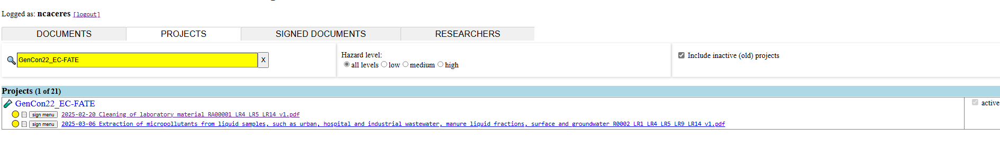 Logged as: ncaceres [logout]
DOCUMENTS PROJECTS SIGNED DOCUMENTS RESEARCHERS
GenCon22_EC-FATE X
Hazard level:
all levels low medium high
Include inactive (old) projects
Projects (1 of 21)
GenCon22_EC-FATE
active
sign menu 2025-02-20 Cleaning of laboratory material RA00001 LR4 LR5 LR14 v1.pdf
sign menu 2025-03-06 Extraction of micropollutants from liquid samples, such as urban, hospital and industrial wastewater, manure liquid fractions, surface and groundwater R0002 LR1 LR4 LR5 LR9 LR14 v1.pdf